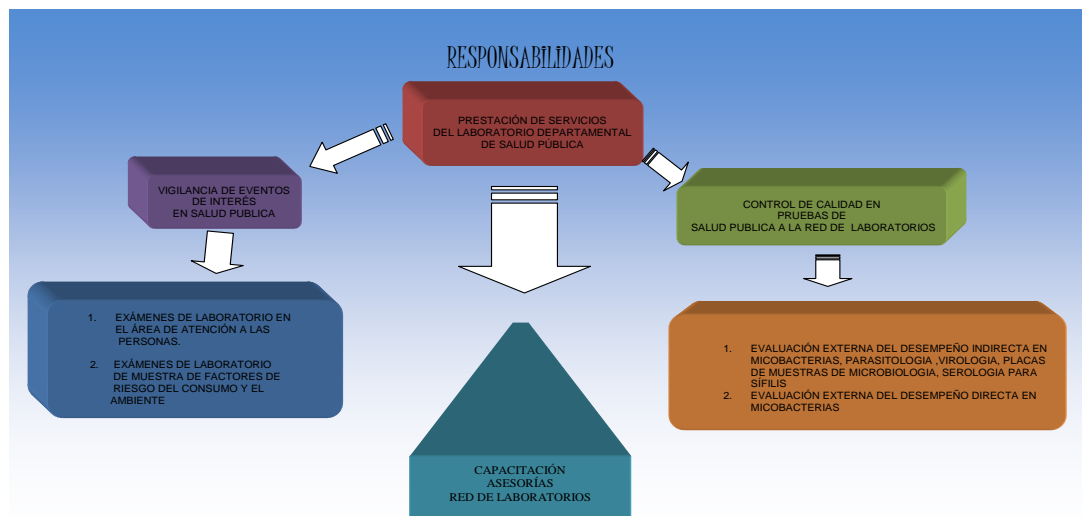 RESPONSABILIDADES
PRESTACIÓN DE SERVICIOS
DEL LABORATORIO DEPARTAMENTAL
DE SALUD PÚBLICA
VIGILANCIA DE EVENTOS
DE INTERÉS
EN SALUD PUBLICA
CONTROL DE CALIDAD EN
PRUEBAS DE
SALUD PUBLICA A LA RED DE LABORATORIOS
1. EXÁMENES DE LABORATORIO EN
EL ÁREA DE ATENCIÓN A LAS
PERSONAS.
2. EXÁMENES DE LABORATORIO
DE MUESTRA DE FACTORES DE
RIESGO DEL CONSUMO Y EL
AMBIENTE
1. EVALUACIÓN EXTERNA DEL DESEMPEÑO INDIRECTA EN
MICOBACTERIAS, PARASITOLOGIA ,VIROLOGIA, PLACAS
DE MUESTRAS DE MICROBIOLOGIA, SEROLOGIA PARA
SÍFILIS
2. EVALUACIÓN EXTERNA DEL DESEMPEÑO DIRECTA EN
MICOBACTERIAS
CAPACITACIÓN
ASESORÍAS
RED DE LABORATORIOS